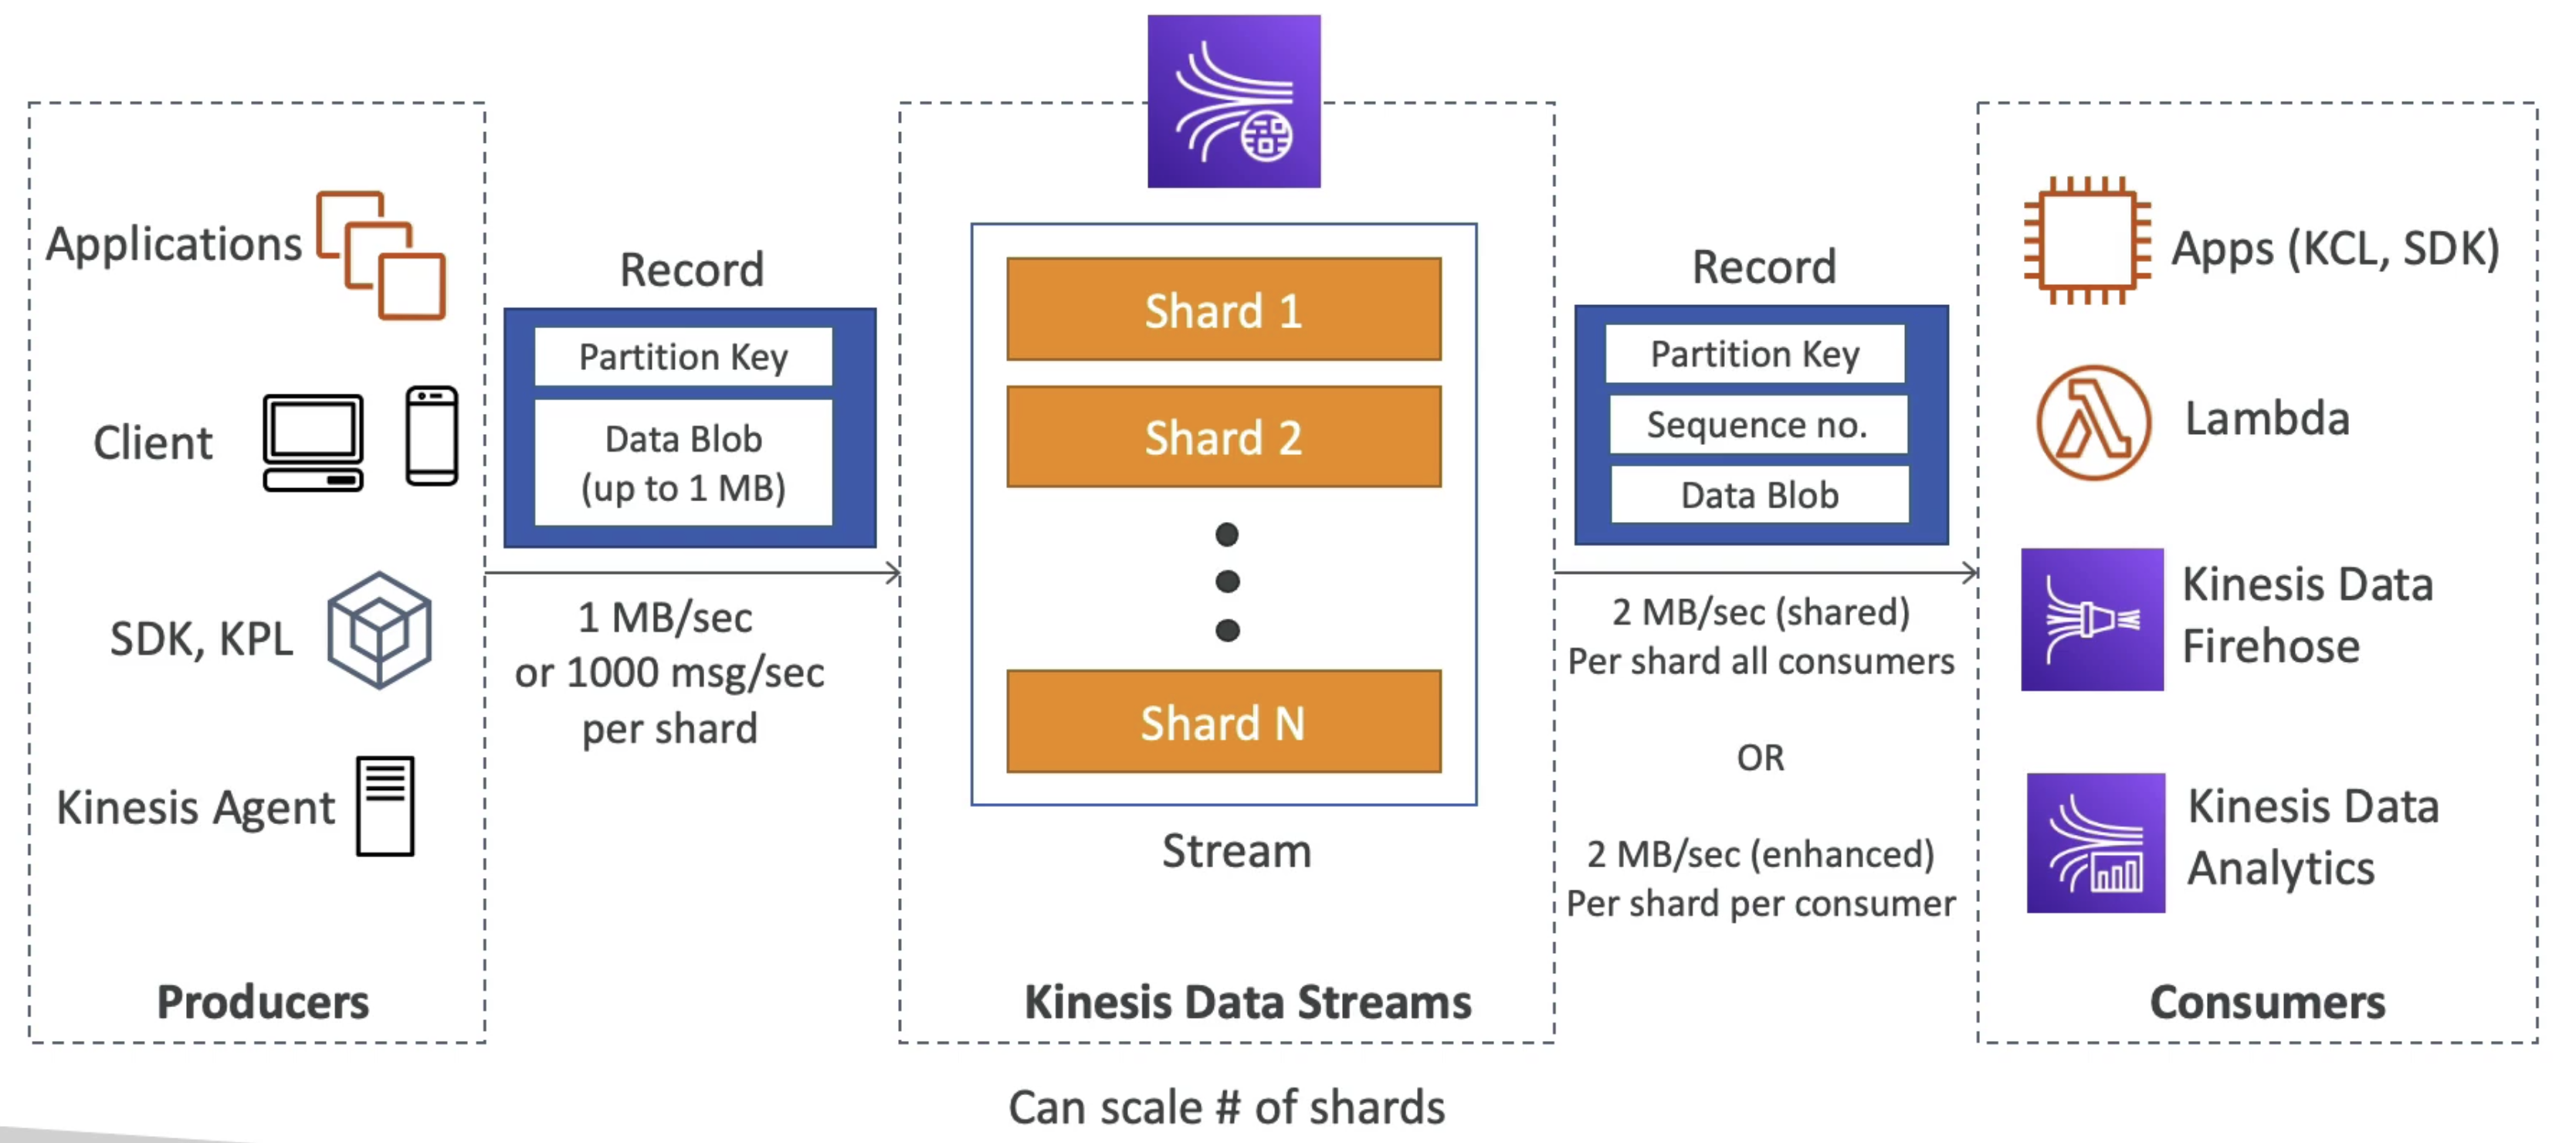 Applications
Client
SDK, KPL
Kinesis Agent
Producers
Record
Partition Key
Data Blob
(up to 1 MB)
1 MB/sec
or 1000 msg/sec
per shard
Shard 1
Shard 2
Shard N
Stream
Kinesis Data Streams
Can scale # of shards
Record
Partition Key
Sequence no.
Data Blob
2 MB/sec (shared)
Per shard all consumers
OR
2 MB/sec (enhanced)
Per shard per consumer
Apps (KCL, SDK)
Lambda
Kinesis Data
Firehose
Kinesis Data
Analytics
Consumers